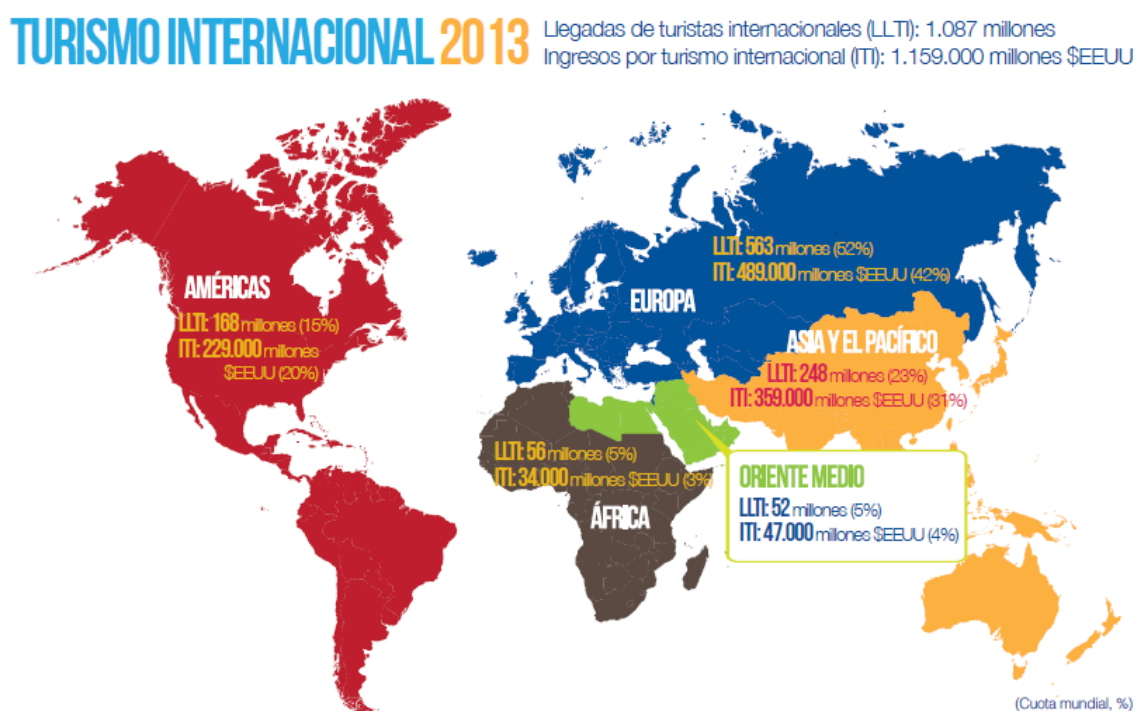 TURISMO INTERNACIONAL 2013
Llegadas de turistas internacionales (LLTI): 1.087 millones
Ingresos por turismo internacional (ITI): 1.159.000 millones $EEUU
AMÉRICAS
LLTI: 168 millones (15%)
ITI: 229.000 millones
$EEUU (20%)
EUROPA
LLTI: 563 millones (52%)
ITI: 489.000 millones $EEUU (42%)
ASIA Y EL PACÍFICO
LLTI: 248 millones (23%)
ITI: 359.000 millones $EEUU (31%)
LLTI: 56 millones (5%)
ITI: 34.000 millones $EEUU (3%)
ÁFRICA
ORIENTE MEDIO
LLTI: 52 millones (5%)
ITI: 47.000 millones $EEUU (4%)
(Cuota mundial, %)